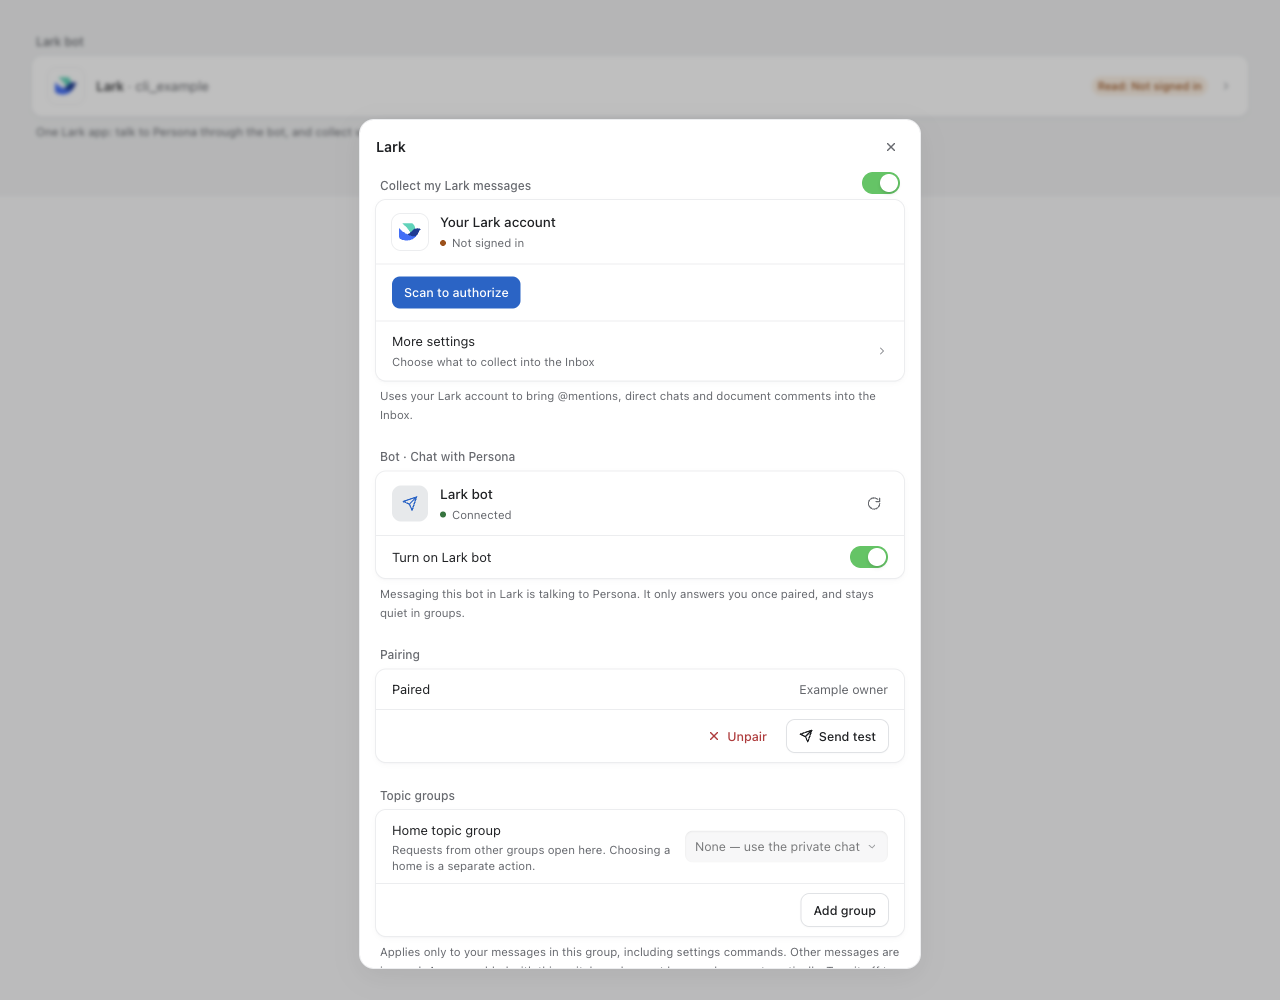 Lark bot
Lark · cli_example
Read: Not signed in
One Lark app: talk to Persona through the bot, and collect
Lark
Collect my Lark messages
Your Lark account
Not signed in
Scan to authorize
More settings
Choose what to collect into the Inbox
Uses your Lark account to bring @mentions, direct chats and document comments into the
Inbox.
Bot · Chat with Persona
Lark bot
Connected
Turn on Lark bot
Messaging this bot in Lark is talking to Persona. It only answers you once paired, and stays
quiet in groups.
Pairing
Paired
Example owner
Unpair
Send test
Topic groups
Home topic group
Requests from other groups open here. Choosing a
home is a separate action.
None — use the private chat
Add group
Applies only to your messages in this group, including settings commands. Other messages are